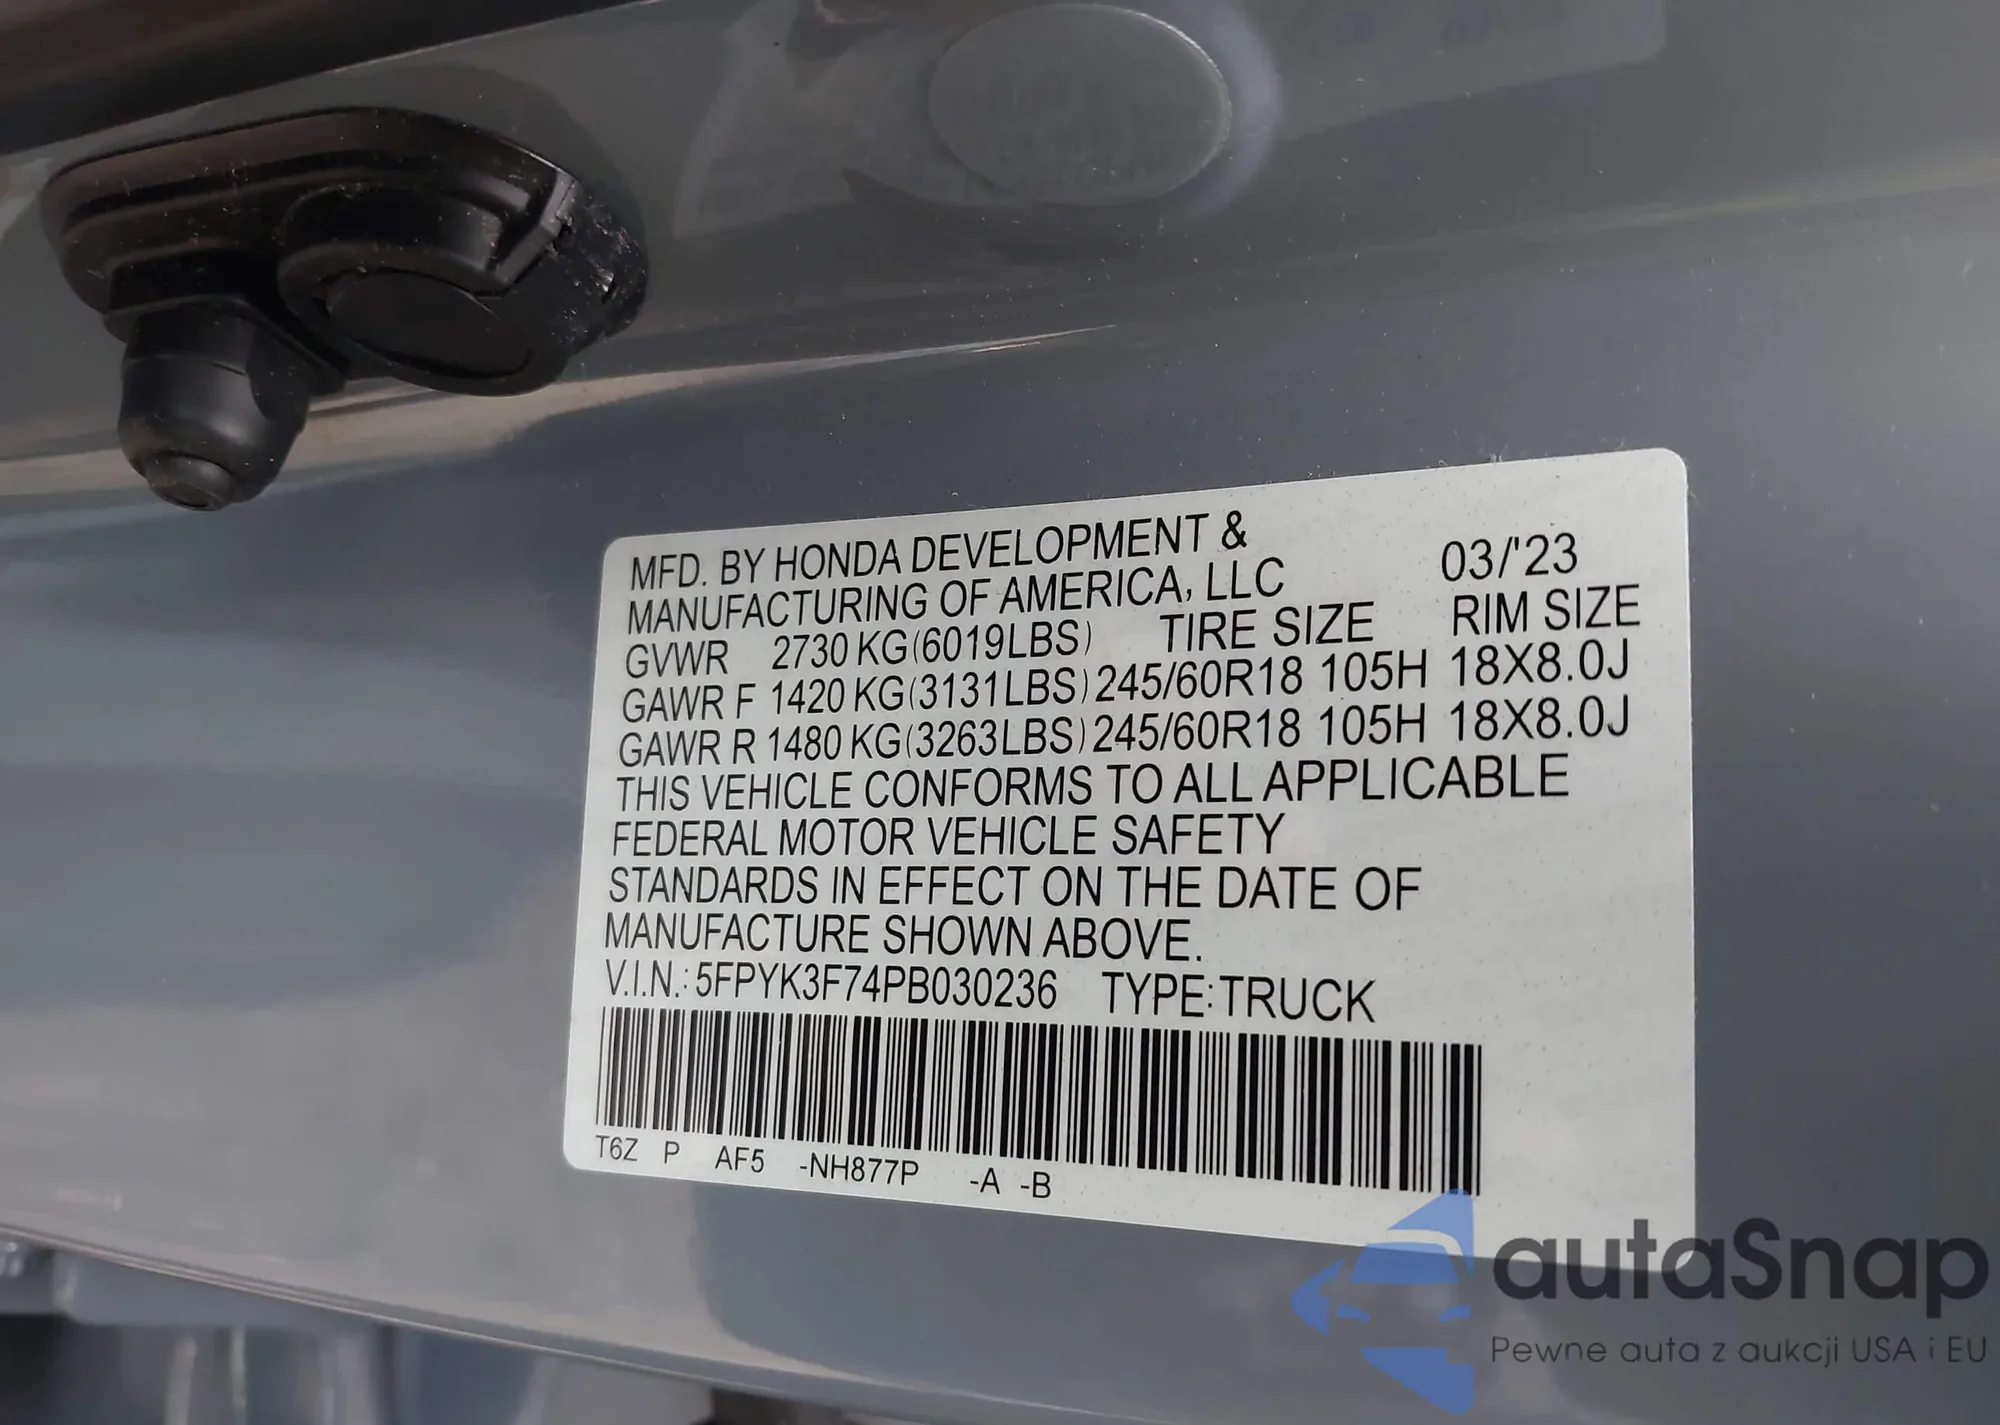 MFD. BY HONDA DEVELOPMENT &
MANUFACTURING OF AMERICA, LLC 03/'23
GVWR 2730 KG(6019LBS) TIRE SIZE RIM SIZE
GAWR F 1420 KG(3131LBS) 245/60R18 105H 18X8.0J
GAWR R 1480 KG(3263LBS) 245/60R18 105H 18X8.0J
THIS VEHICLE CONFORMS TO ALL APPLICABLE
FEDERAL MOTOR VEHICLE SAFETY
STANDARDS IN EFFECT ON THE DATE OF
MANUFACTURE SHOWN ABOVE.
V.I.N.: 5FPYK3F74PB030236 TYPE: TRUCK
T6Z P AF5 -NH877P -A -B
autaSnap
Pewne auta z aukcji USA i EU